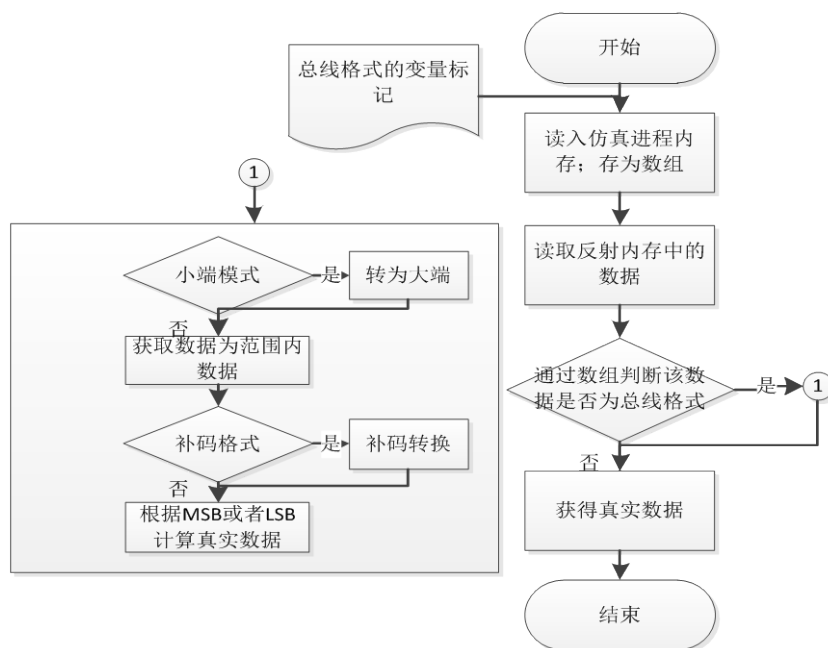 开始
总线格式的变量标
记
读入仿真进程内
存；存为数组
读取反射内存中的
数据
通过数组判断该数
据是否为总线格式
是
1
否
获得真实数据
结束
1
小端模式
是
转为大端
否
获取数据为范围内
数据
补码格式
是
补码转换
否
根据MSB或者LSB
计算真实数据